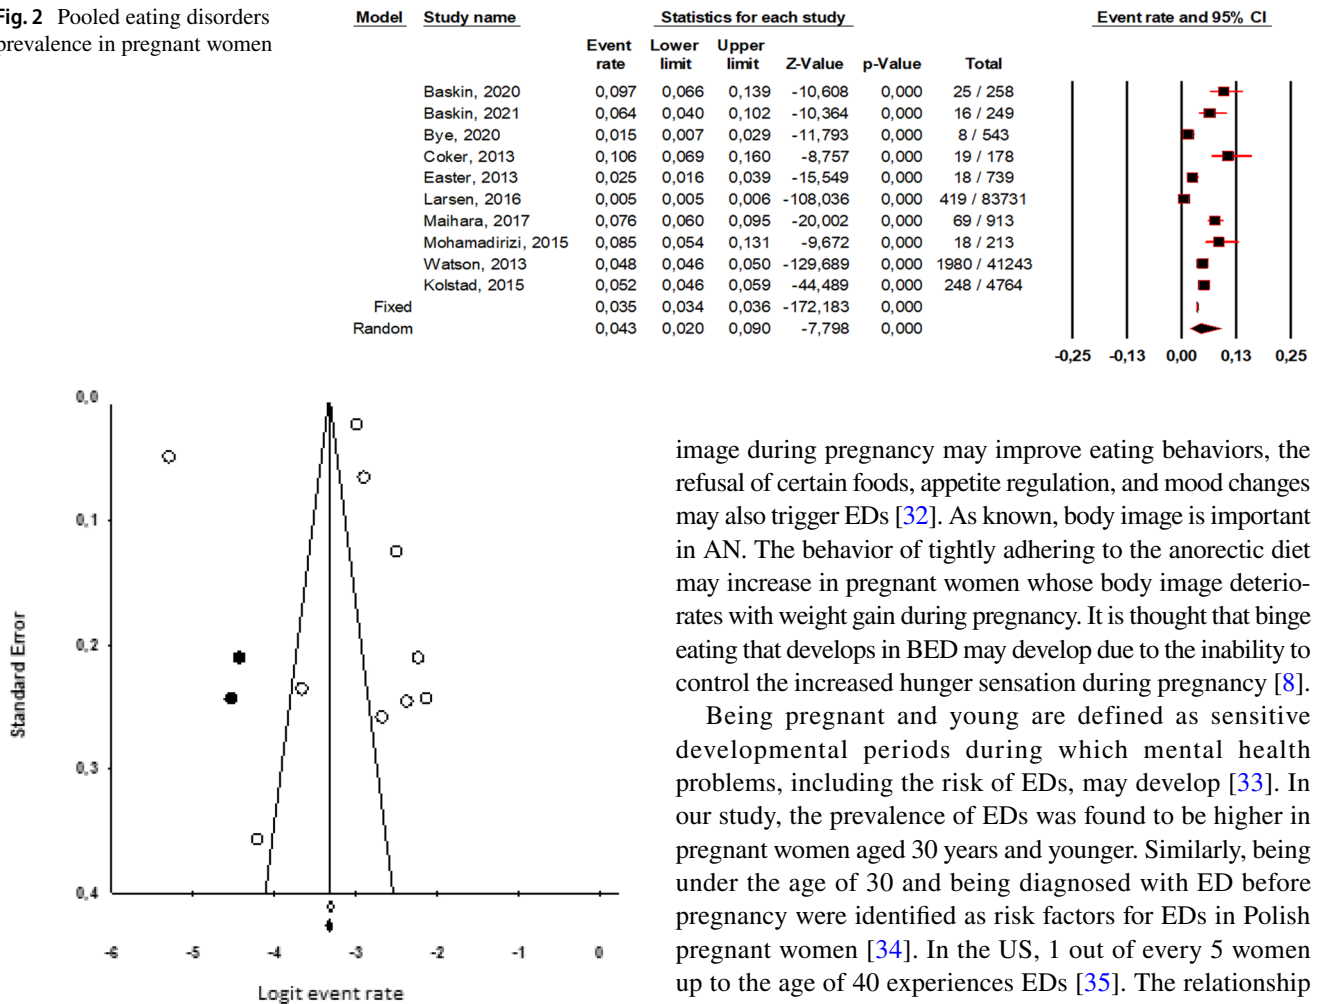 Fig. 2 Pooled eating disorders
prevalence in pregnant women
Model Study name Statistics for each study Event rate and 95% CI
Event rate Lower limit Upper limit Z-Value p-Value Total
Baskin, 2020 0,097 0,066 0,139 -10,608 0,000 25 / 258
Baskin, 2021 0,064 0,040 0,102 -10,364 0,000 16 / 249
Bye, 2020 0,015 0,007 0,029 -11,793 0,000 8 / 543
Coker, 2013 0,106 0,069 0,160 -8,757 0,000 19 / 178
Easter, 2013 0,025 0,016 0,039 -15,549 0,000 18 / 739
Larsen, 2016 0,005 0,005 0,006 -108,036 0,000 419 / 83731
Maihara, 2017 0,076 0,060 0,095 -20,002 0,000 69 / 913
Mohamadirizi, 2015 0,085 0,054 0,131 -9,672 0,000 18 / 213
Watson, 2013 0,048 0,046 0,050 -129,689 0,000 1980 / 41243
Kolstad, 2015 0,052 0,046 0,059 -44,489 0,000 248 / 4764
Fixed 0,035 0,034 0,036 -172,183 0,000
Random 0,043 0,020 0,090 -7,798 0,000
-0,25 -0,13 0,00 0,13 0,25
0,0
0,1
0,2
0,3
0,4
Standard Error
-6 -5 -4 -3 -2 -1 0
Logit event rate
image during pregnancy may improve eating behaviors, the
refusal of certain foods, appetite regulation, and mood changes
may also trigger EDs [32]. As known, body image is important
in AN. The behavior of tightly adhering to the anorectic diet
may increase in pregnant women whose body image deterio-
rates with weight gain during pregnancy. It is thought that binge
eating that develops in BED may develop due to the inability to
control the increased hunger sensation during pregnancy [8].
Being pregnant and young are defined as sensitive
developmental periods during which mental health
problems, including the risk of EDs, may develop [33]. In
our study, the prevalence of EDs was found to be higher in
pregnant women aged 30 years and younger. Similarly, being
under the age of 30 and being diagnosed with ED before
pregnancy were identified as risk factors for EDs in Polish
pregnant women [34]. In the US, 1 out of every 5 women
up to the age of 40 experiences EDs [35]. The relationship